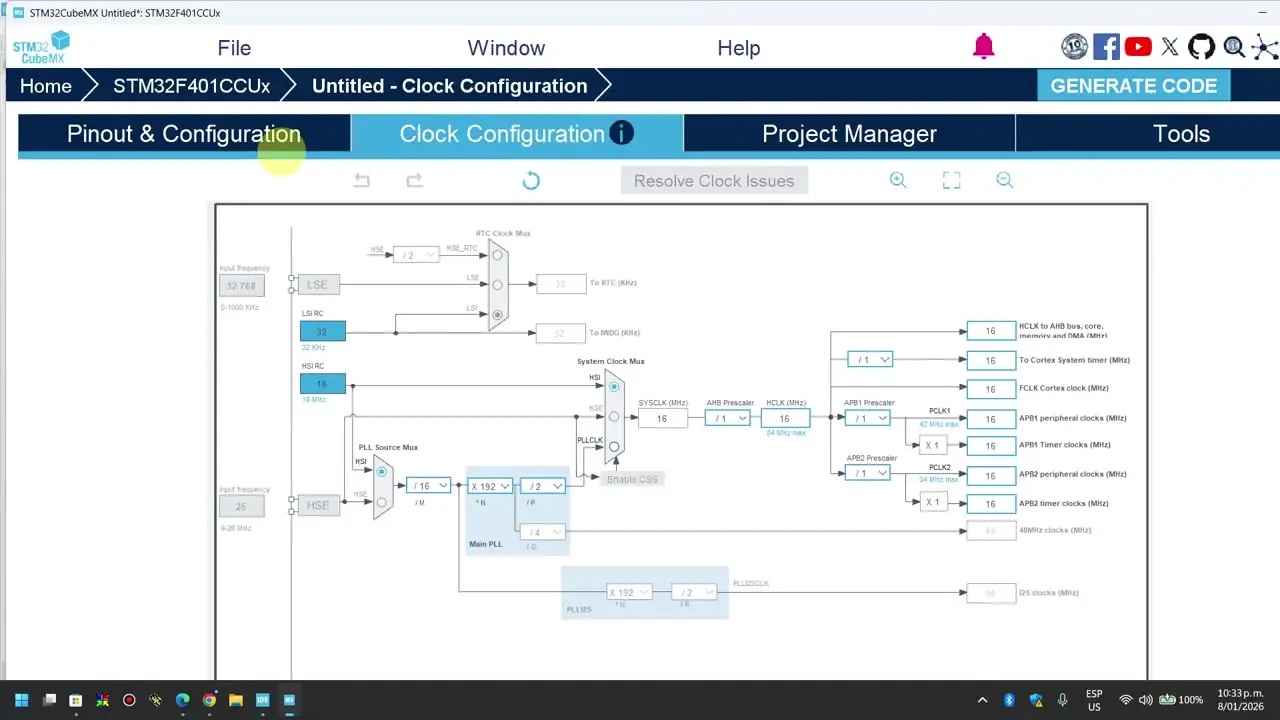 MX STM32CubeMX Untitled*: STM32F401CCUx
STM32 CubeMX
File
Window
Help
10
Home
STM32F401CCUx
Untitled - Clock Configuration
GENERATE CODE
Pinout & Configuration
Clock Configuration
Project Manager
Tools
Resolve Clock Issues
RTC Clock Mux
HSE
/ 2
HSE_RTC
Input frequency
32.768
0-1000 KHz
LSE
LSE
32
To RTC (KHz)
LSI RC
LSI
32
32 KHz
32
To IWDG (KHz)
HSI RC
16
16 MHz
System Clock Mux
HSI
HSE
PLLCLK
SYSCLK (MHz)
16
AHB Prescaler
/ 1
HCLK (MHz)
16
84 MHz max
16
HCLK to AHB bus, core,
memory and DMA (MHz)
/ 1
16
To Cortex System timer (MHz)
16
FCLK Cortex clock (MHz)
APB1 Prescaler
/ 1
PCLK1
42 MHz max
16
APB1 peripheral clocks (MHz)
X 1
16
APB1 Timer clocks (MHz)
APB2 Prescaler
/ 1
PCLK2
84 MHz max
16
APB2 peripheral clocks (MHz)
X 1
16
APB2 timer clocks (MHz)
PLL Source Mux
HSI
HSE
/ 16
/ M
X 192
* N
/ 2
/ P
Enable CSS
Input frequency
25
4-26 MHz
HSE
/ 4
/ Q
Main PLL
48
48MHz clocks (MHz)
X 192
* N
/ 2
/ R
PLLI2S
PLLI2SCLK
96
I2S clocks (MHz)
IDE
MX
ESP
US
100%
10:33 p.m.
8/01/2026